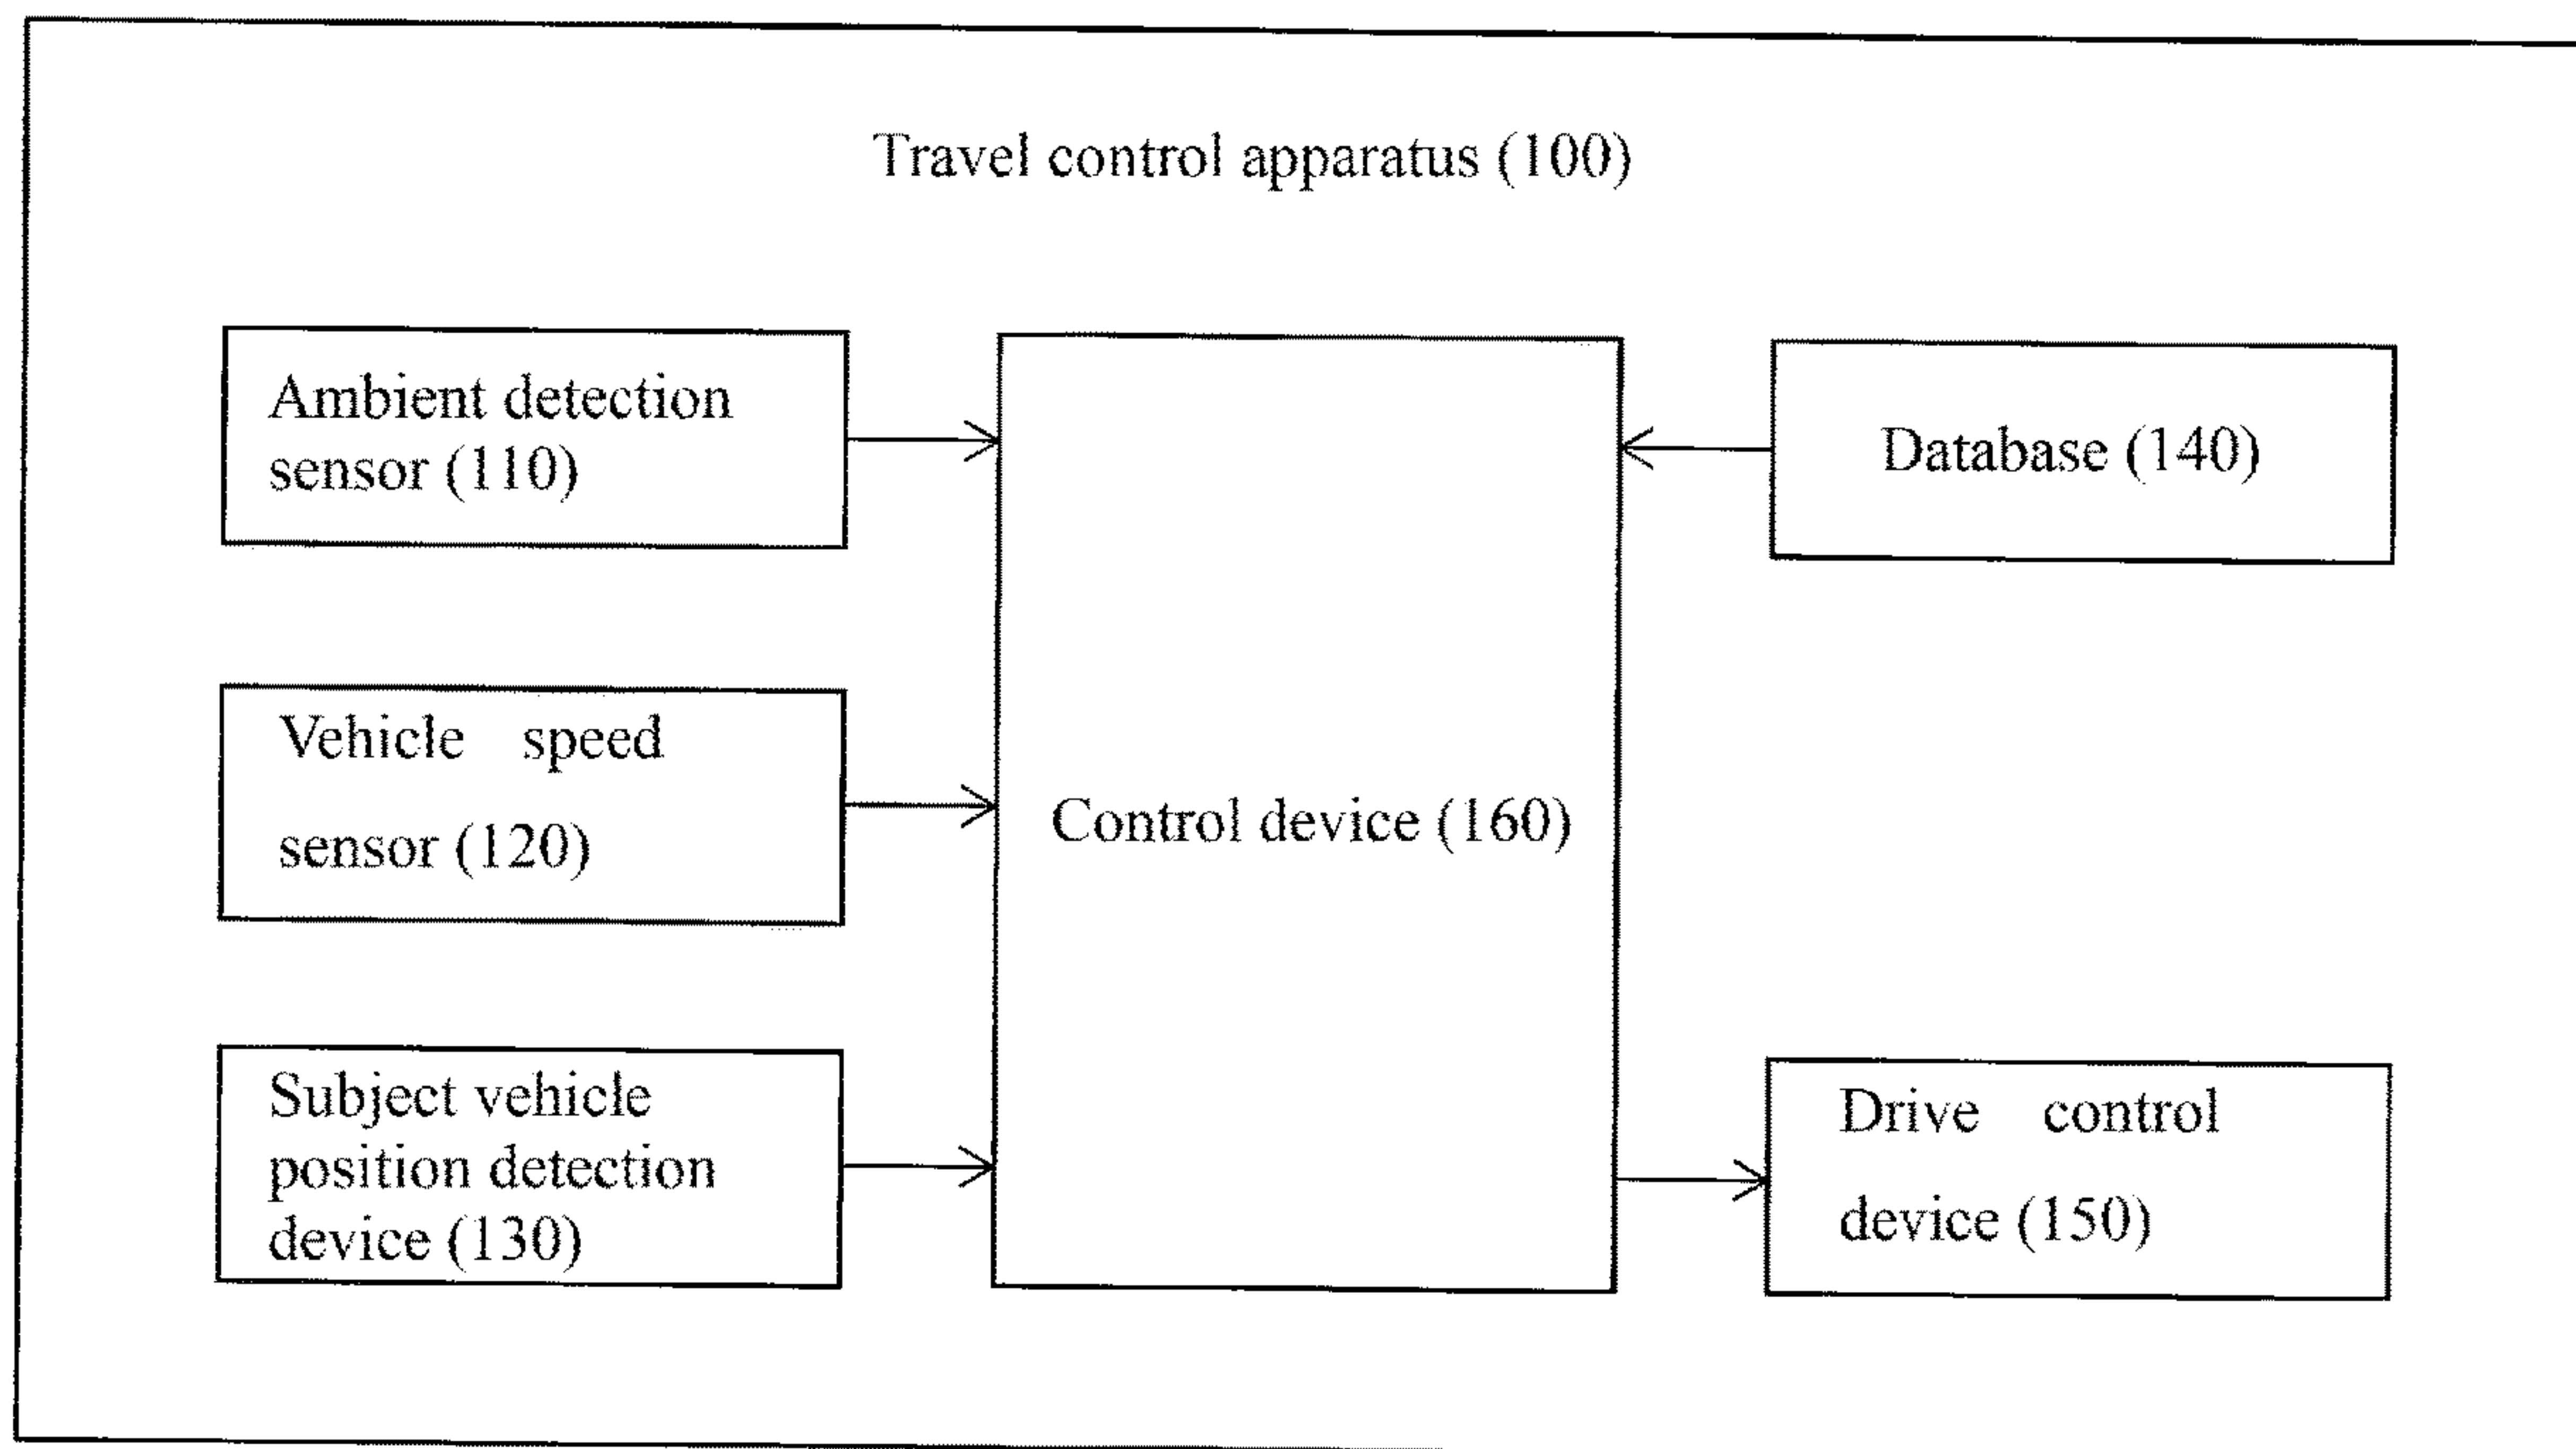 Travel control apparatus (100)
Ambient detection
sensor (110)
Vehicle speed
sensor (120)
Subject vehicle
position detection
device (130)
Control device (160)
Database (140)
Drive control
device (150)